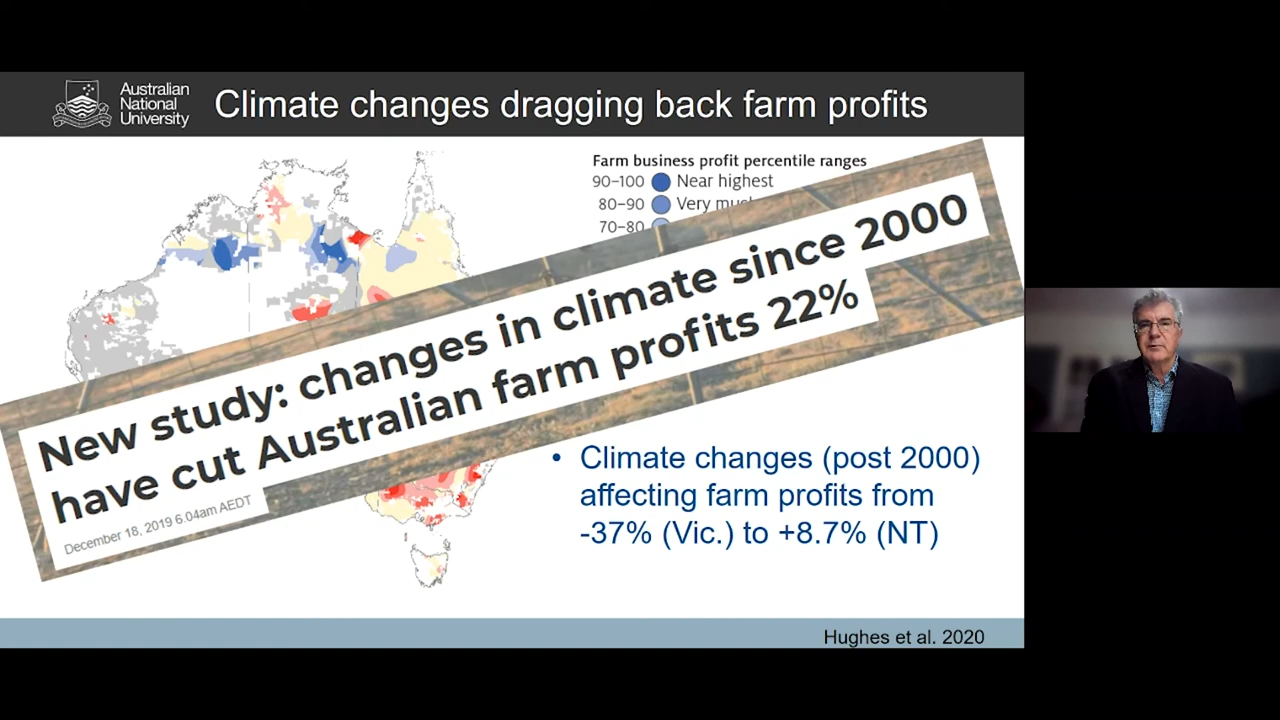 Australian
National
University
Climate changes dragging back farm profits
Farm business profit percentile ranges
90–100 Near highest
80–90 Very
70–80
New study: changes in climate since 2000
have cut Australian farm profits 22%
December 18, 2019 6.04am AEDT
• Climate changes (post 2000)
affecting farm profits from
-37% (Vic.) to +8.7% (NT)
Hughes et al. 2020